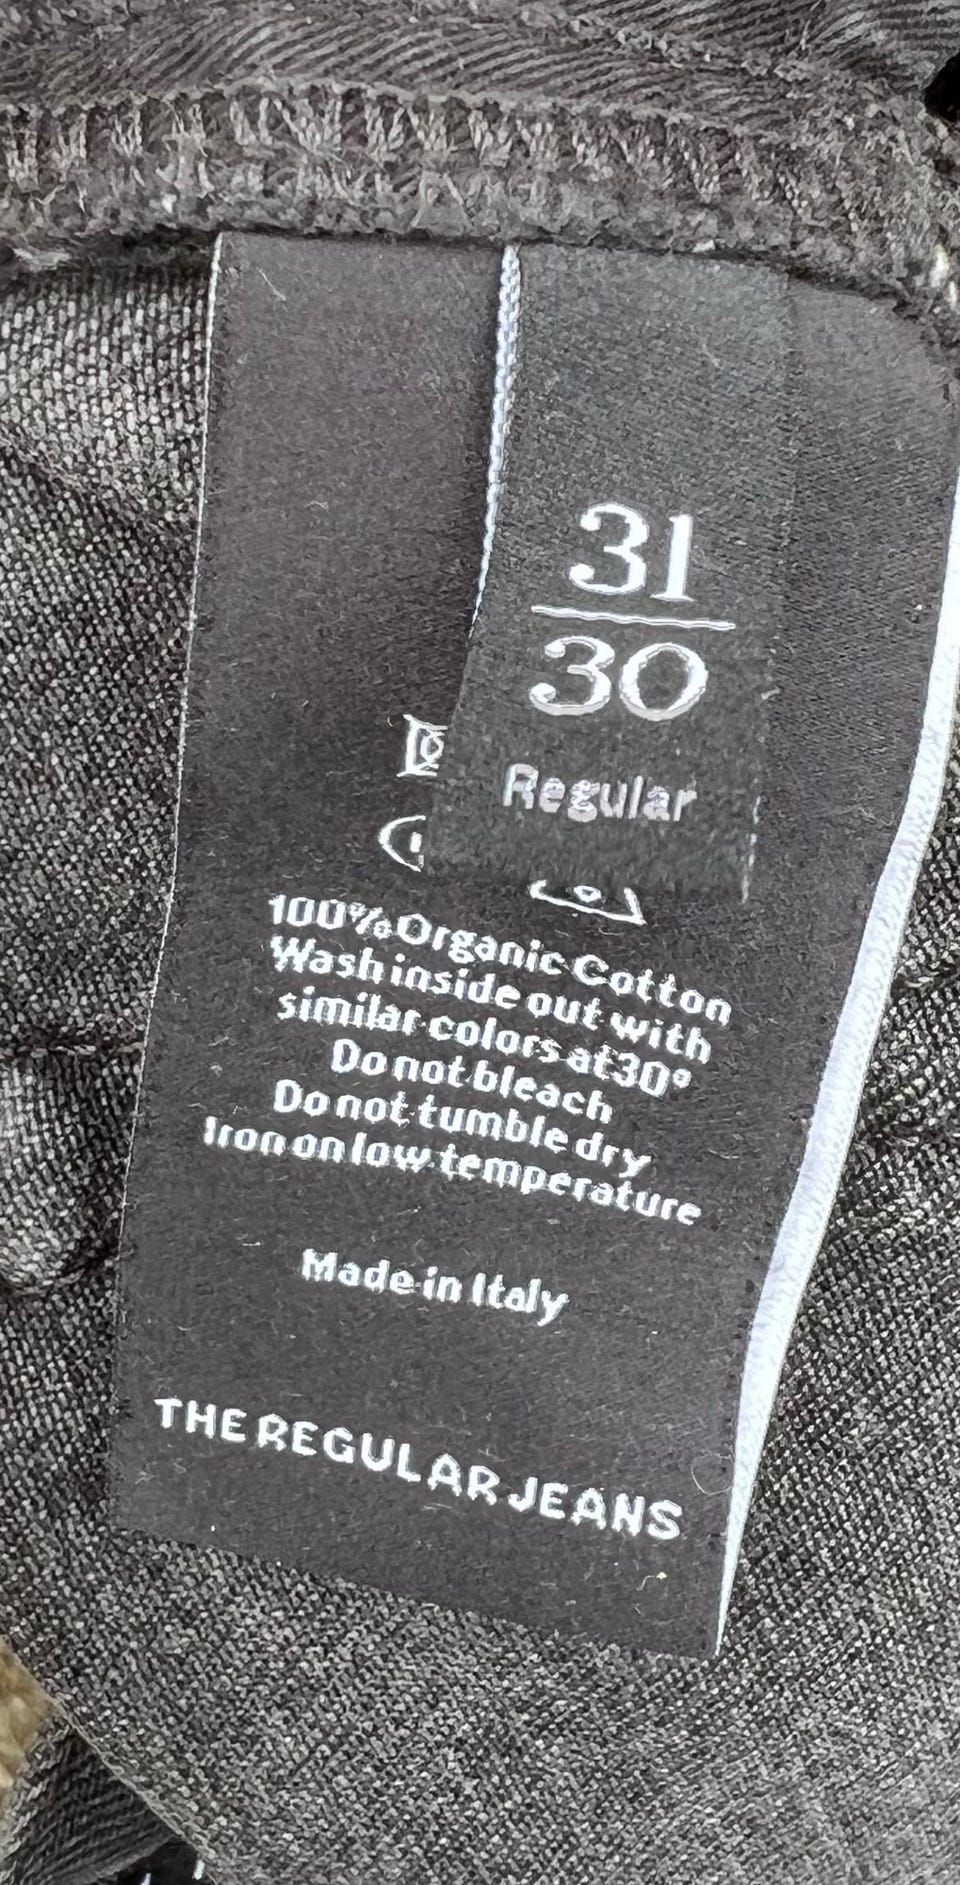 31
30
Regular
100% Organic Cotton
Wash inside out with
similar colors at 30°
Do not bleach
Do not tumble dry
Iron on low temperature
Made in Italy
THE REGULAR JEANS